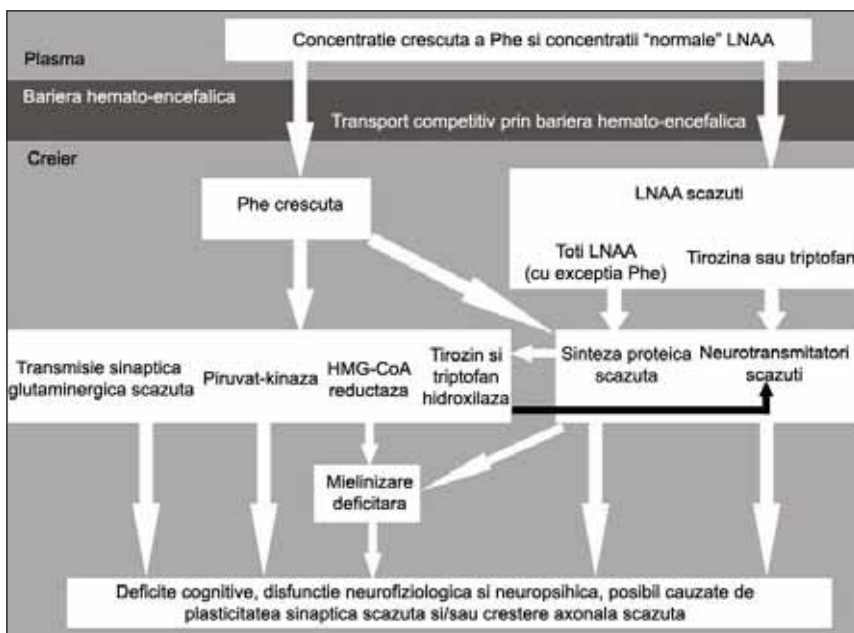 Concentratie crescuta a Phe si concentratii "normale" LNAA
Plasma
Bariera hemato-encefalica
Transport competitiv prin bariera hemato-encefalica
Creier
Phe crescuta
LNAA scazuti
Toti LNAA
(cu exceptia Phe)
Tirozina sau triptofan
Transmisie sinaptica
glutaminergica scazuta
Piruvat-kinaza
HMG-CoA
reductaza
Tirozin si
triptofan
hidroxilaza
Sinteza proteica
scazuta
Neurotransmitatori
scazuti
Mielinizare
deficitara
Deficite cognitive, disfunctie neurofiziologica si neuropsihica, posibil cauzate de
plasticitatea sinaptica scazuta si/sau crestere axonala scazuta